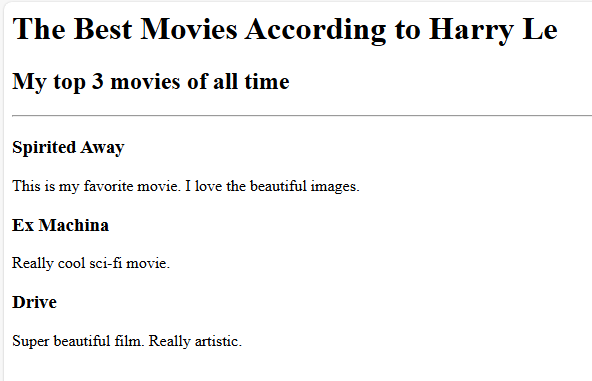 The Best Movies According to Harry Le
My top 3 movies of all time
Spirited Away
This is my favorite movie. I love the beautiful images.
Ex Machina
Really cool sci-fi movie.
Drive
Super beautiful film. Really artistic.